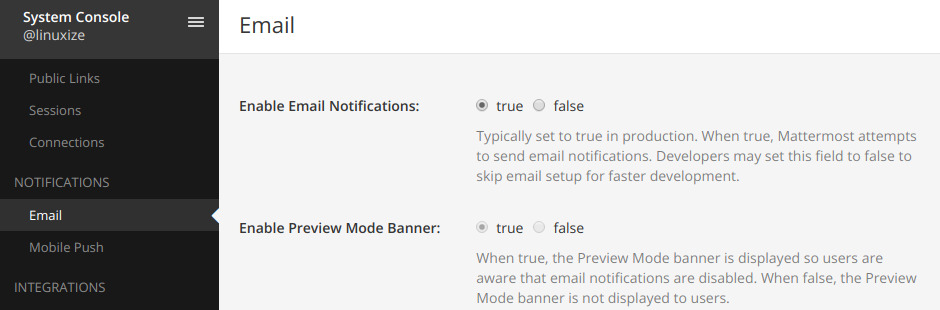 System Console
@linuxize
Public Links
Sessions
Connections
NOTIFICATIONS
Email
Mobile Push
INTEGRATIONS
Email
Enable Email Notifications:
true
false
Typically set to true in production. When true, Mattermost attempts
to send email notifications. Developers may set this field to false to
skip email setup for faster development.
Enable Preview Mode Banner:
true
false
When true, the Preview Mode banner is displayed so users are
aware that email notifications are disabled. When false, the Preview
Mode banner is not displayed to users.